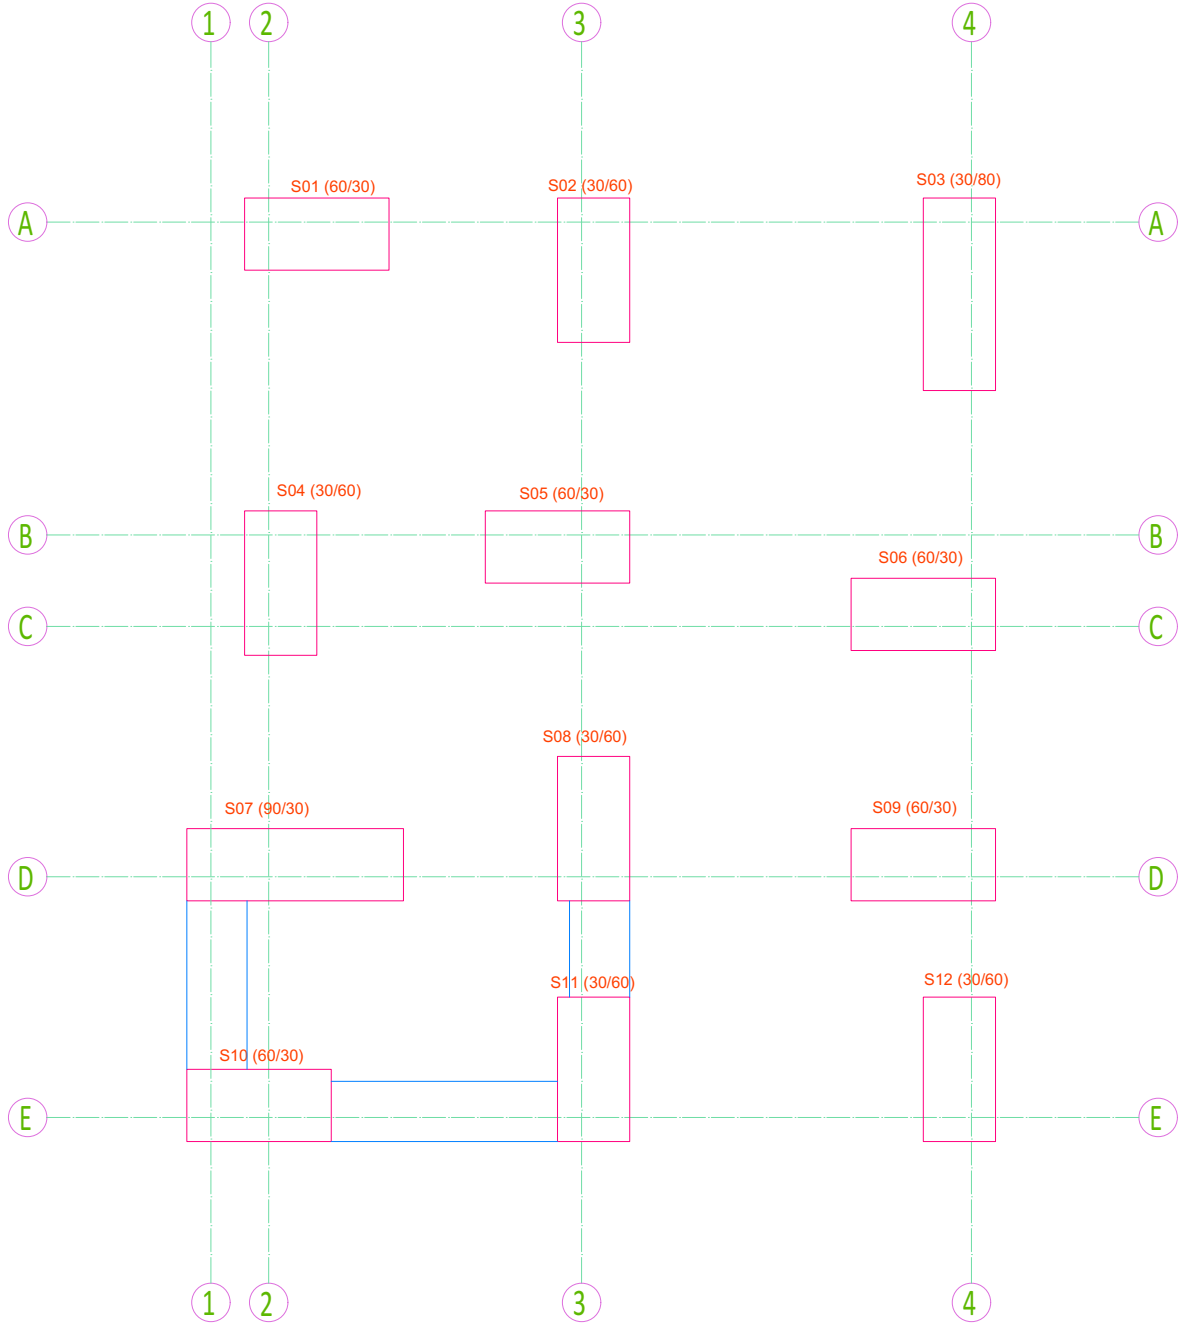 1 2 3 4
S01 (60/30) S02 (30/60) S03 (30/80)
A A
S04 (30/60) S05 (60/30)
B B
S06 (60/30)
C C
S08 (30/60)
S07 (90/30) S09 (60/30)
D D
S11 (30/60) S12 (30/60)
S10 (60/30)
E E
1 2 3 4